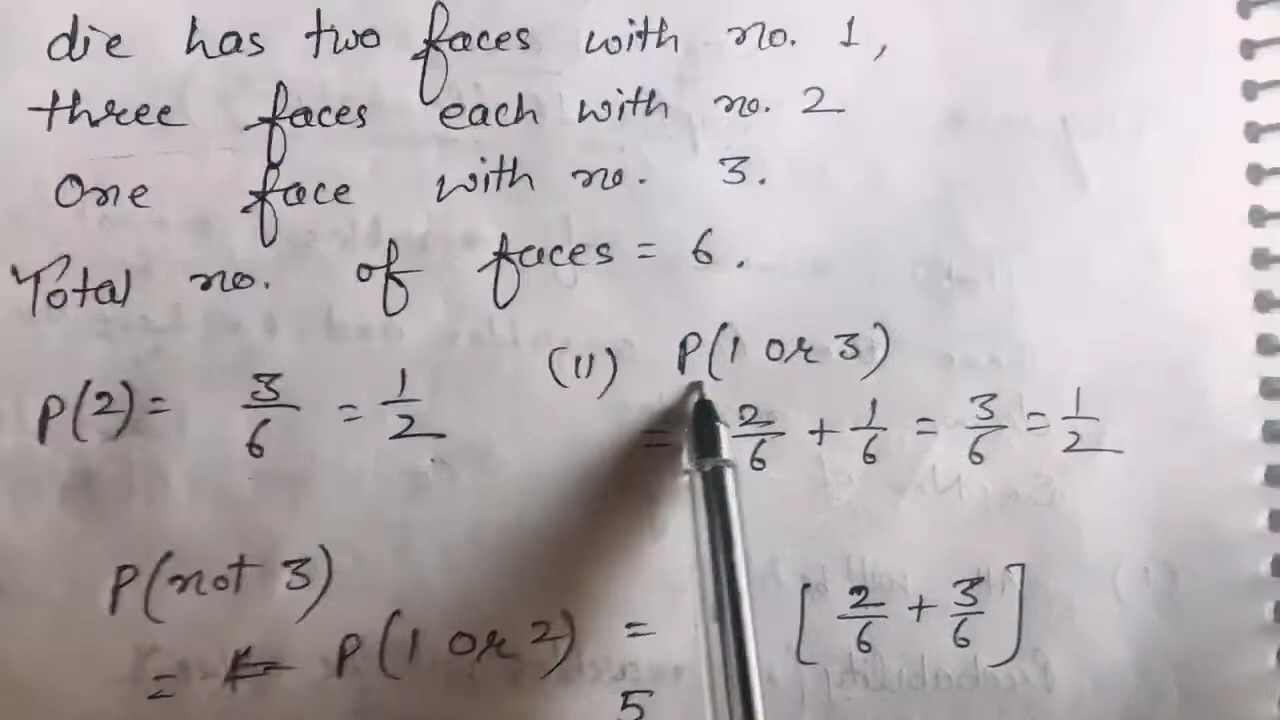 die has two faces with no. 1,
three faces each with no. 2
One face with no. 3.
Total no. of faces = 6.
P(2) = 3/6 = 1/2
(II) P(1 or 3)
= 2/6 + 1/6 = 3/6 = 1/2
P(not 3)
= P(1 or 2) = [2/6 + 3/6]
5